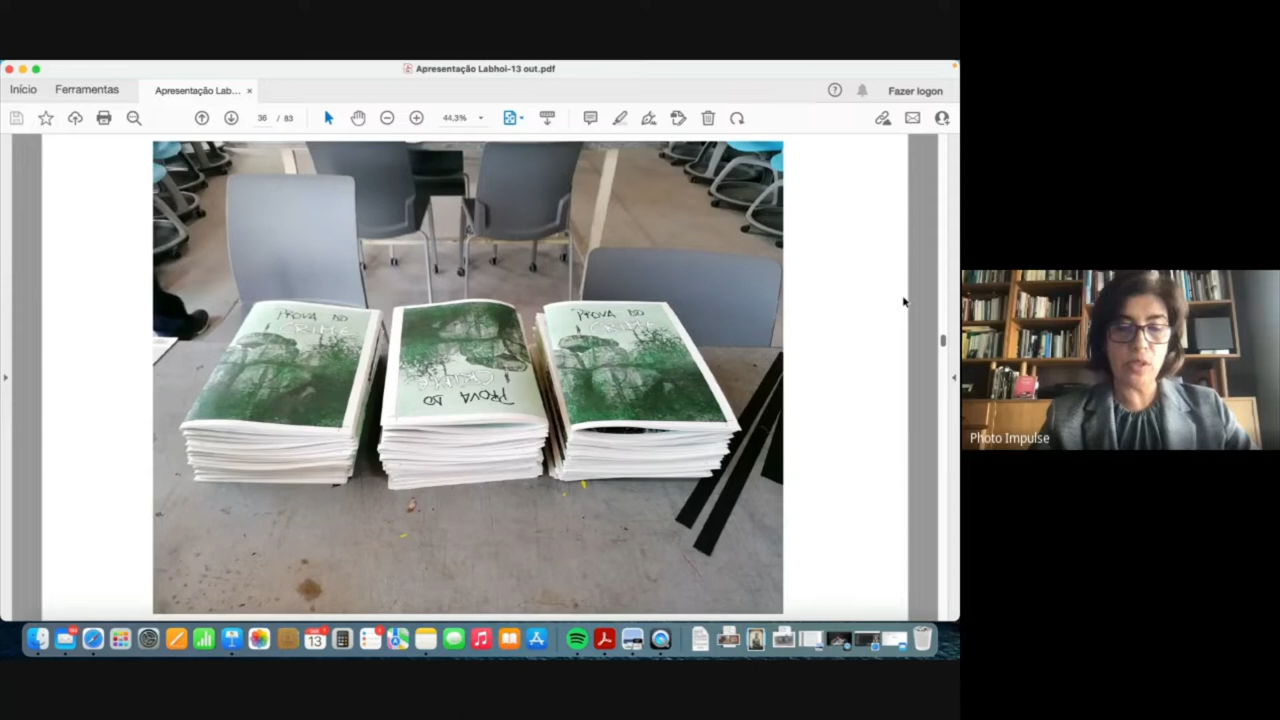 Apresentação Labhoi-13 out.pdf
Início
Ferramentas
Apresentação Lab...
Fazer logon
36 / 83
44,3%
PROVA DO
CRIME
PROVA DO
CRIME
PROVA DO
CRIME
Photo Impulse
13